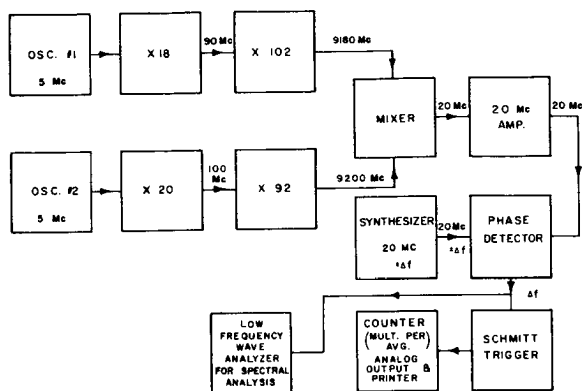 OSC. #1
5 Mc
X 18
90 Mc
X 102
9180 Mc
MIXER
20 Mc
20 Mc
AMP.
20 Mc
OSC. #2
5 Mc
X 20
100
Mc
X 92
9200 Mc
SYNTHESIZER
20 MC
±Δf
20 Mc
±Δf
PHASE
DETECTOR
Δf
LOW
FREQUENCY
WAVE
ANALYZER
FOR SPECTRAL
ANALYSIS
COUNTER
(MULT. PER
AVG.)
ANALOG
OUTPUT &
PRINTER
SCHMITT
TRIGGER